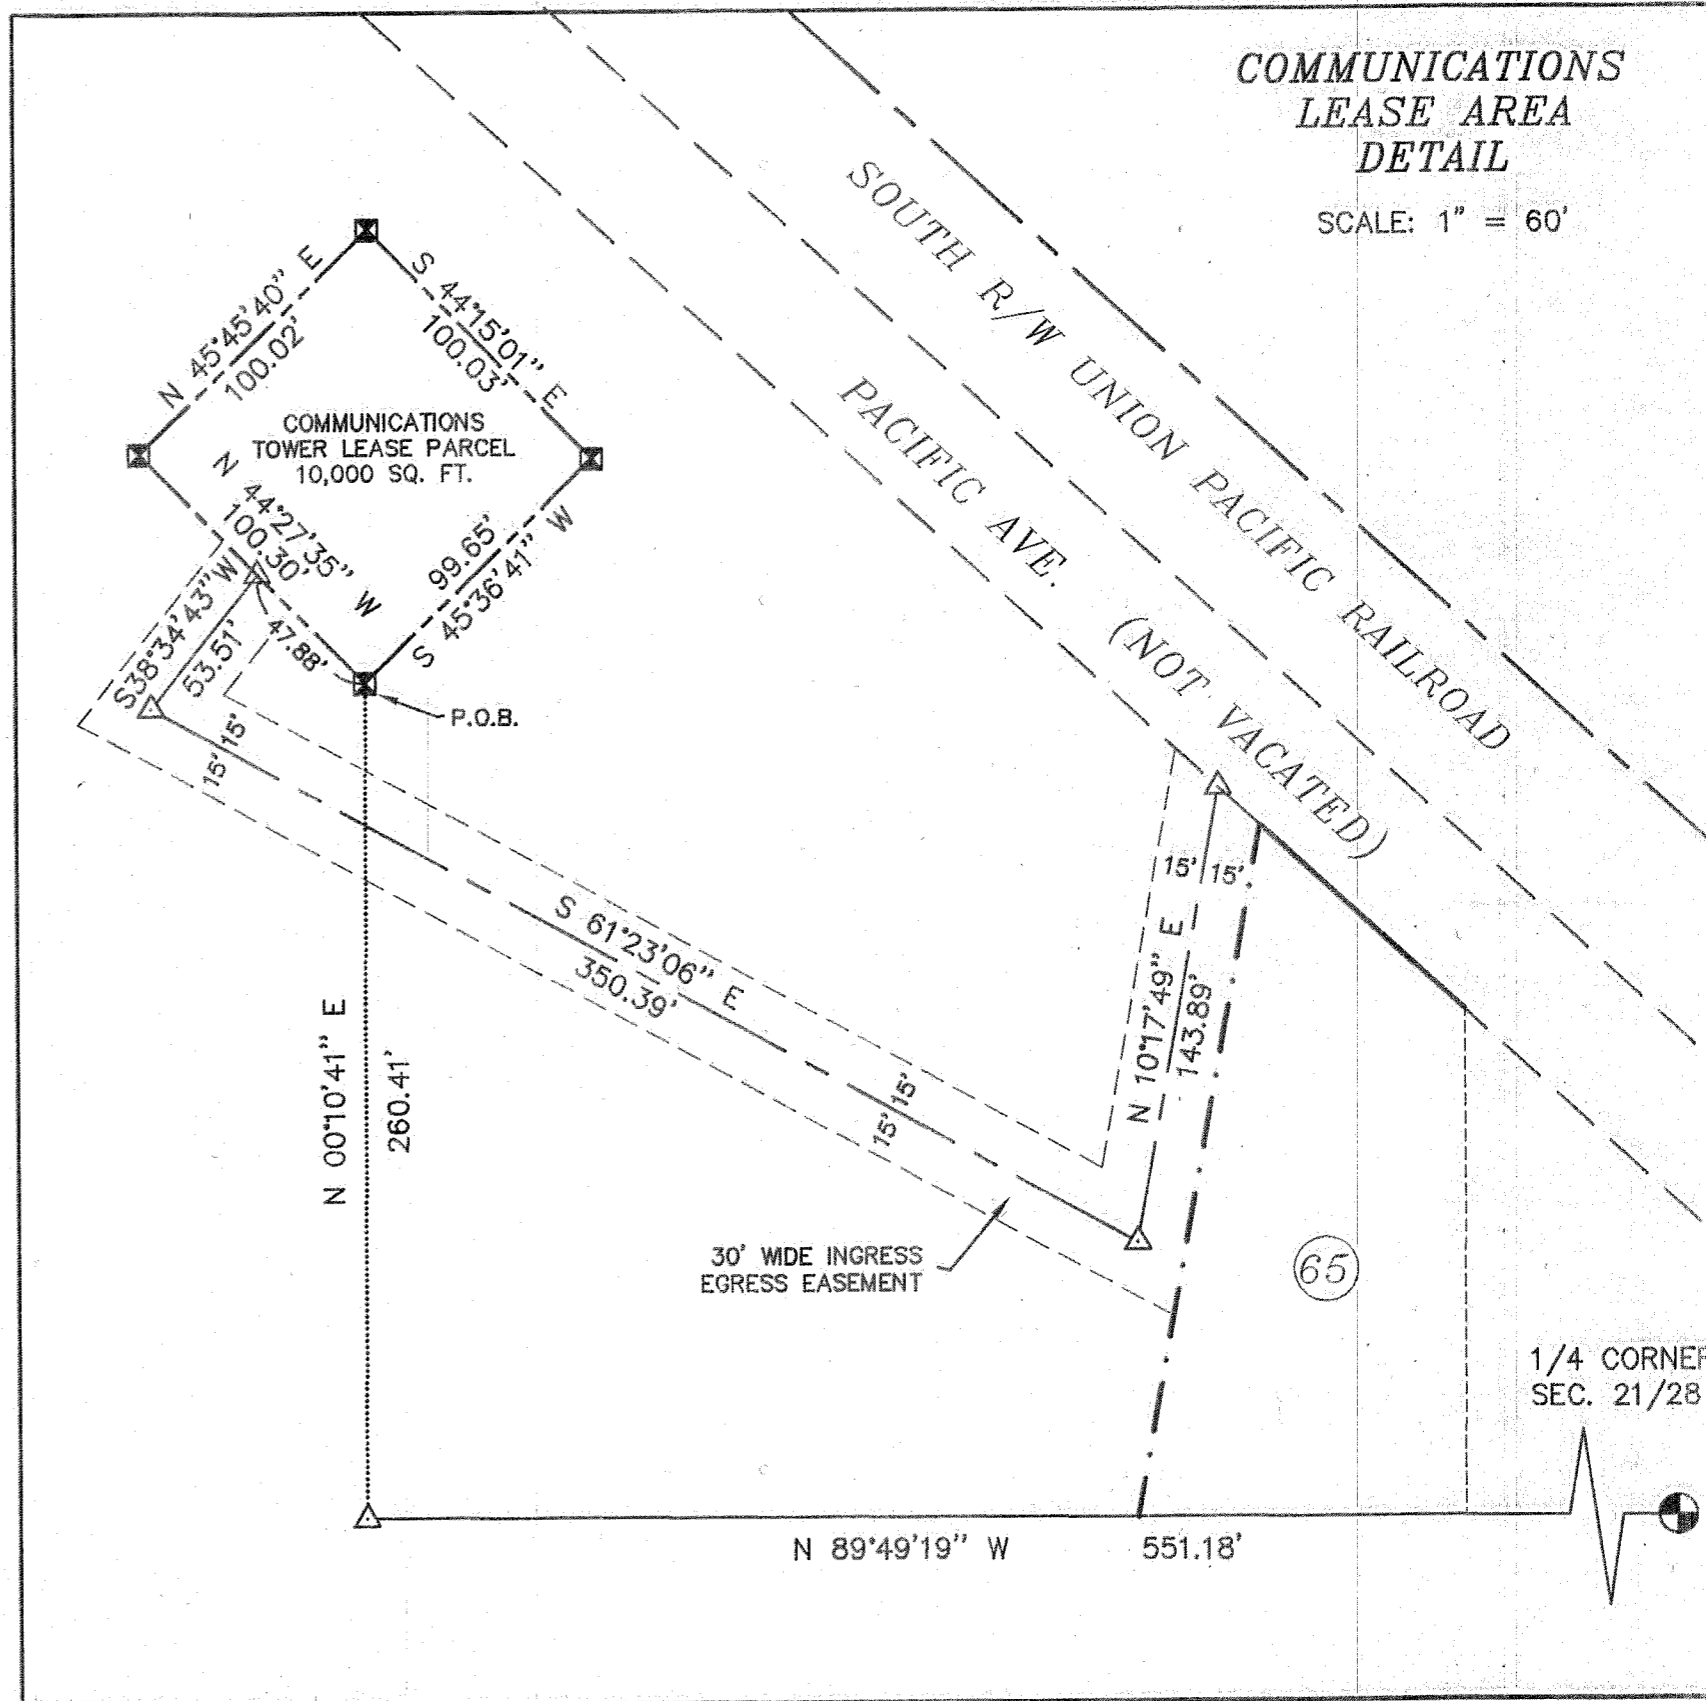 COMMUNICATIONS
LEASE AREA
DETAIL
SCALE: 1" = 60'
SOUTH R/W UNION PACIFIC RAILROAD
PACIFIC AVE. (NOT VACATED)
N 45°45'40" E
100.02'
S 44°15'01" E
100.03'
COMMUNICATIONS
TOWER LEASE PARCEL
10,000 SQ. FT.
N 44°27'35" W
100.30'
99.65'
S 45°36'41" W
S38°34'43"W
53.51'
47.88'
P.O.B.
15' 15'
S 61°23'06" E
350.39'
15' 15'
15' 15'
N 10°17'49" E
143.89'
N 00°10'41" E
260.41'
30' WIDE INGRESS
EGRESS EASEMENT
65
1/4 CORNER
SEC. 21/28
N 89°49'19" W 551.18'